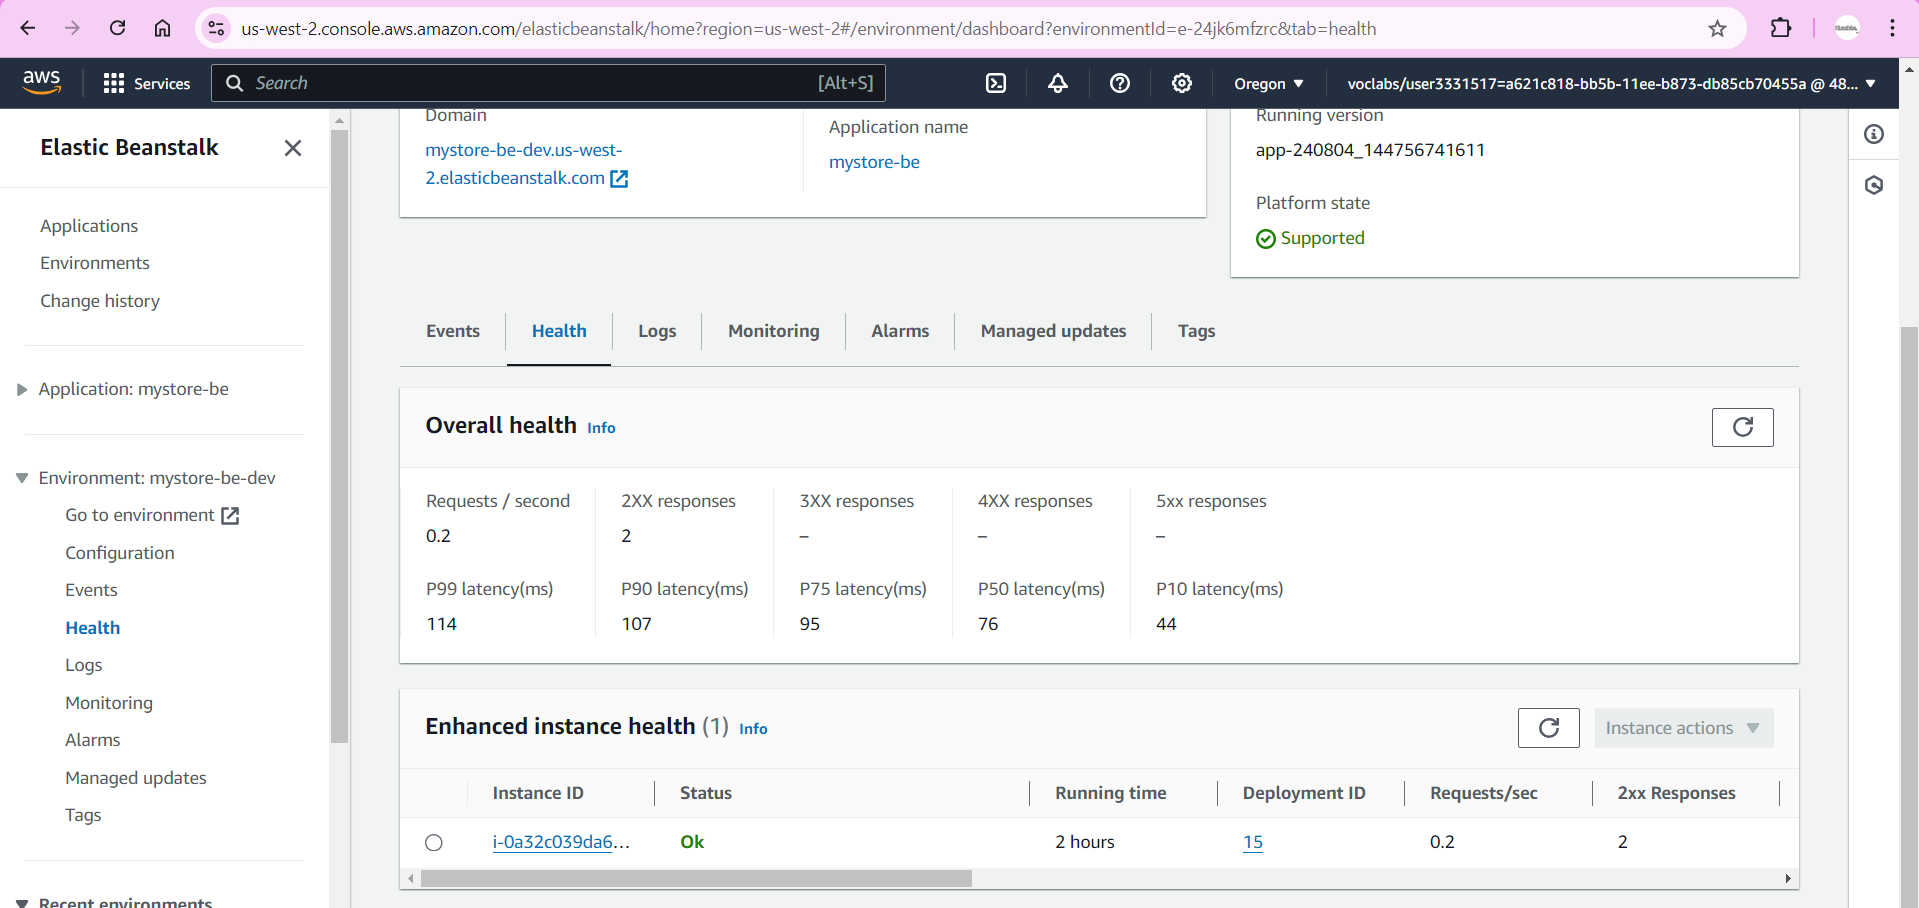 us-west-2.console.aws.amazon.com/elasticbeanstalk/home?region=us-west-2#/environment/dashboard?environmentId=e-24jk6mfzrc&tab=health
aws
Services
Search
[Alt+S]
Oregon
voclabs/user3331517=a621c818-bb5b-11ee-b873-db85cb70455a @ 48...
Elastic Beanstalk
Applications
Environments
Change history
Application: mystore-be
Environment: mystore-be-dev
Go to environment
Configuration
Events
Health
Logs
Monitoring
Alarms
Managed updates
Tags
Recent environments
Domain
mystore-be-dev.us-west-
2.elasticbeanstalk.com
Application name
mystore-be
Running version
app-240804_144756741611
Platform state
Supported
Events
Health
Logs
Monitoring
Alarms
Managed updates
Tags
Overall health Info
Requests / second
0.2
2XX responses
2
3XX responses
–
4XX responses
–
5xx responses
–
P99 latency(ms)
114
P90 latency(ms)
107
P75 latency(ms)
95
P50 latency(ms)
76
P10 latency(ms)
44
Enhanced instance health (1) Info
Instance actions
Instance ID Status Running time Deployment ID Requests/sec 2xx Responses
i-0a32c039da6... Ok 2 hours 15 0.2 2